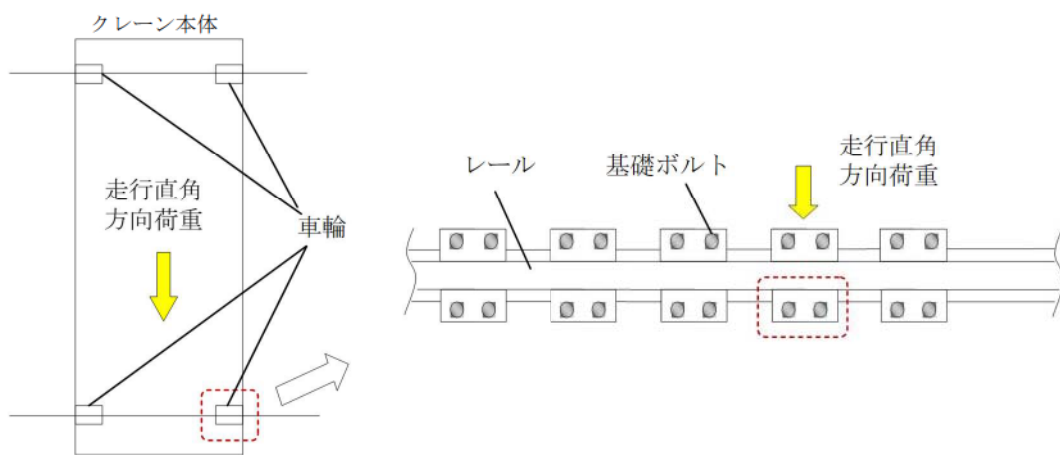 クレーン本体
走行直角
方向荷重
車輪
レール
基礎ボルト
走行直角
方向荷重